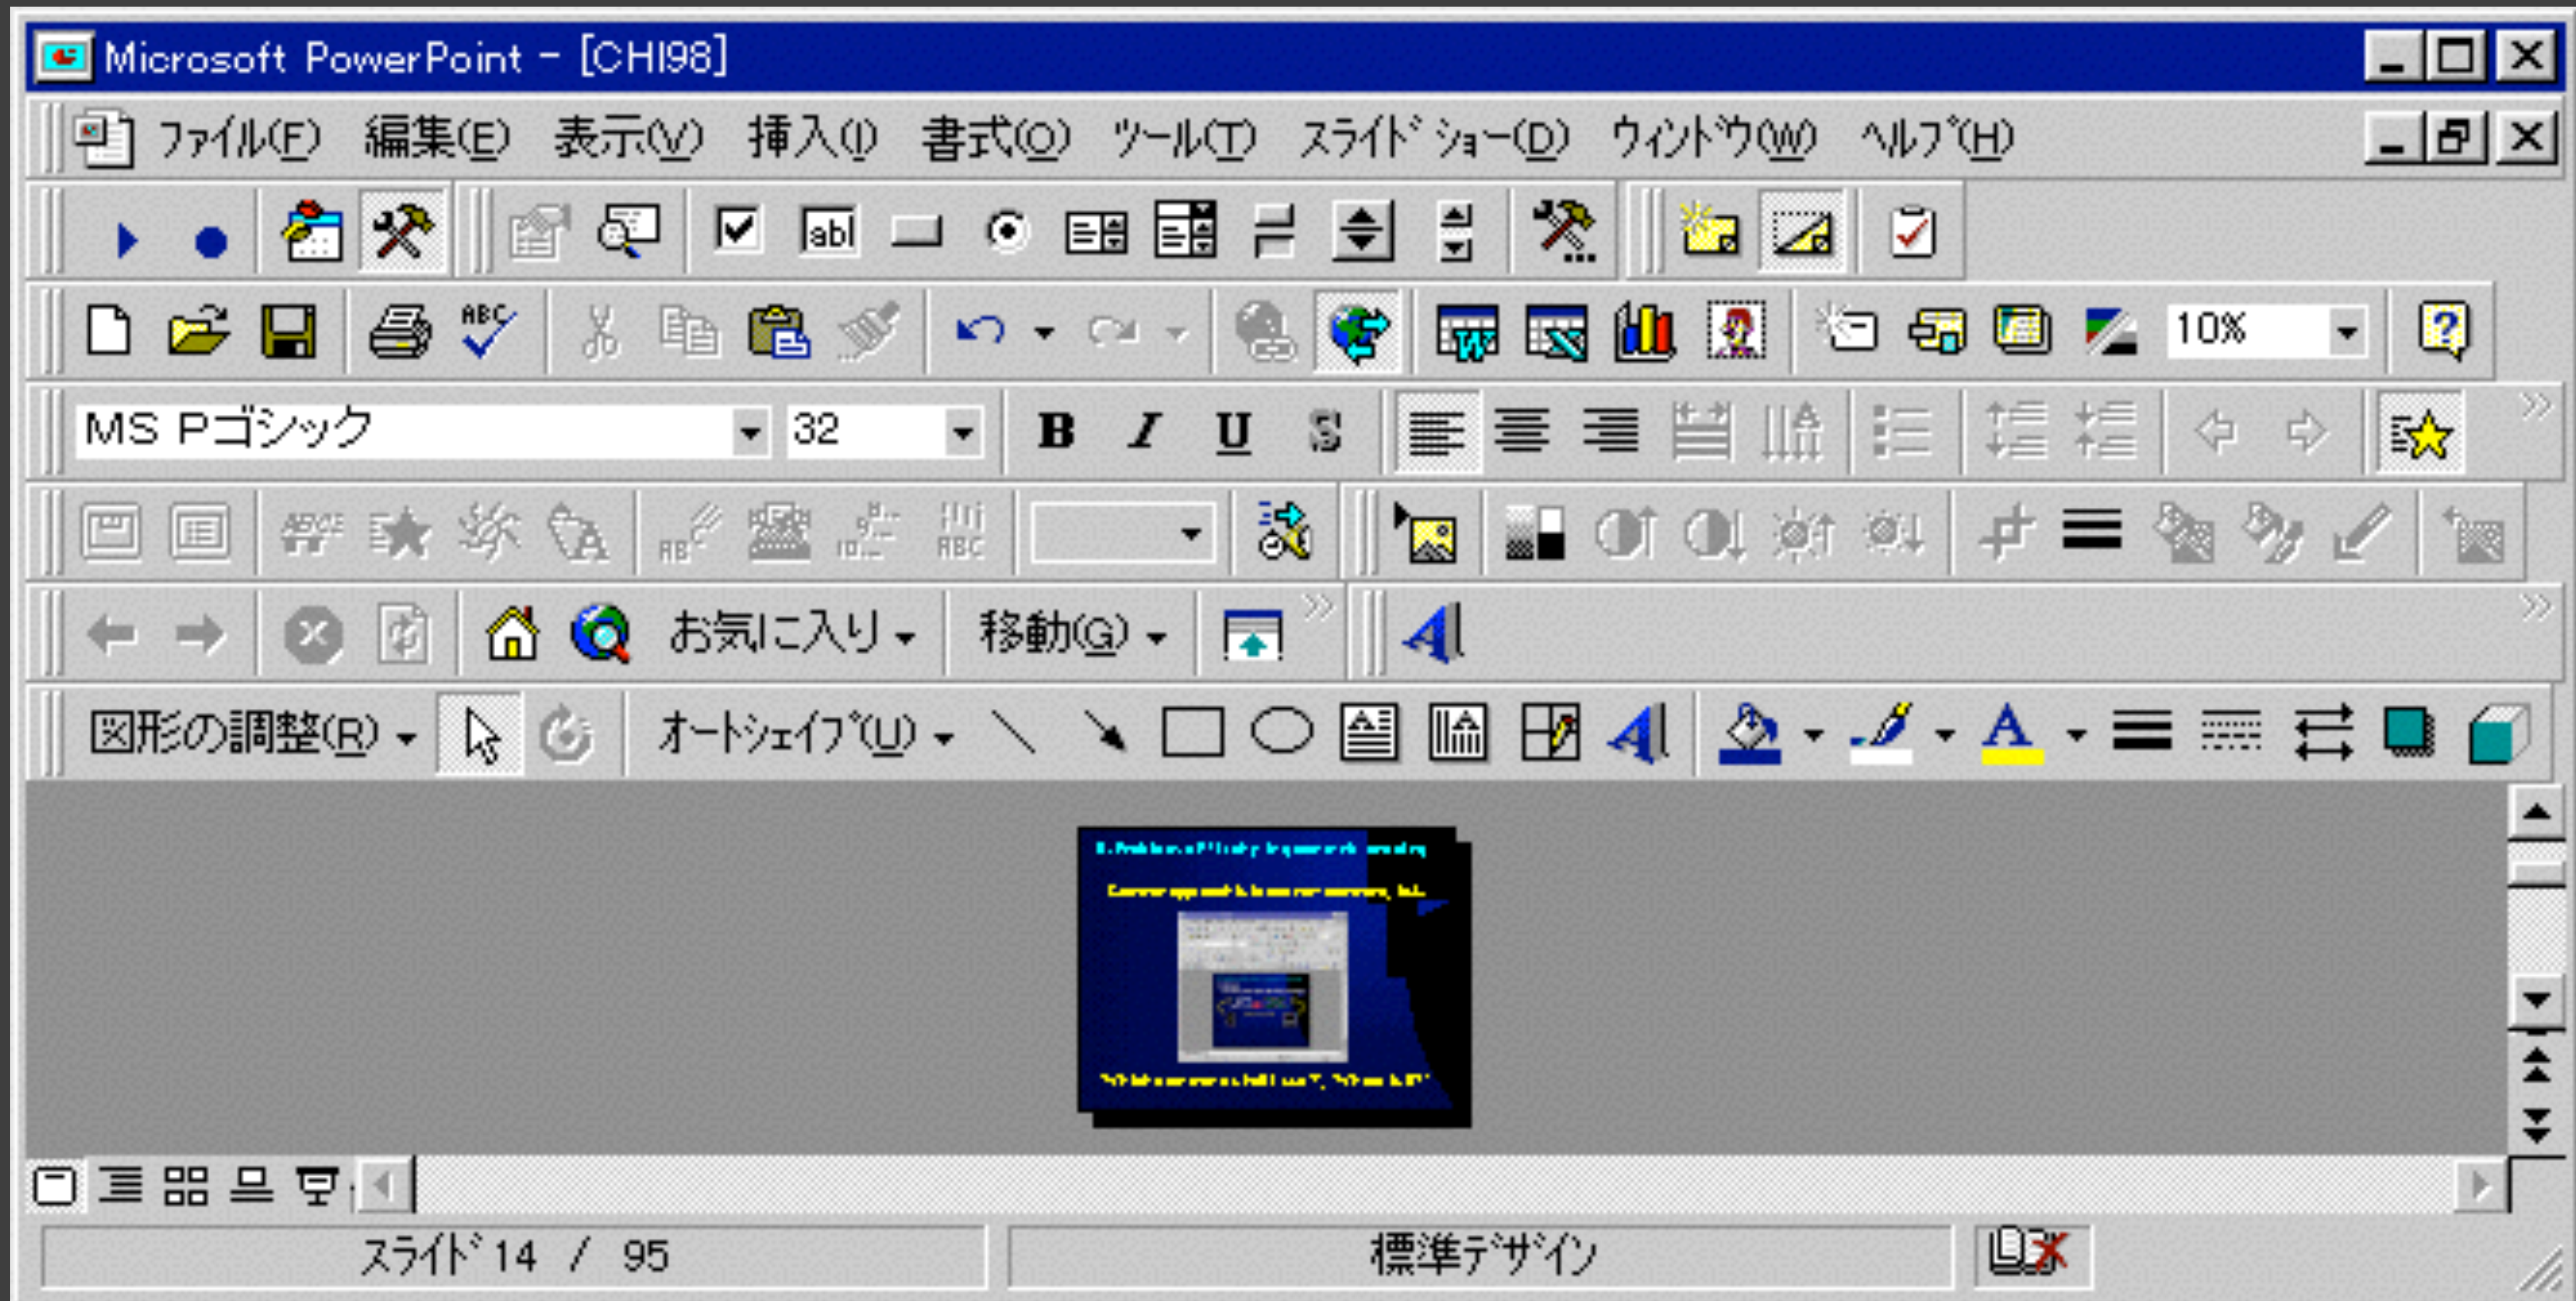 Microsoft PowerPoint - [CHI98]
ﾌｧｲﾙ(F) 編集(E) 表示(V) 挿入(I) 書式(O) ﾂｰﾙ(T) ｽﾗｲﾄﾞ ｼｮｰ(D) ｳｨﾝﾄﾞｳ(W) ﾍﾙﾌﾟ(H)
abl
ABC 10%
MS Pゴシック 32 B I U S
お気に入り 移動(G)
図形の調整(R) ｵｰﾄｼｪｲﾌﾟ(U)
ｽﾗｲﾄﾞ 14 / 95 標準ﾃﾞｻﾞｲﾝ